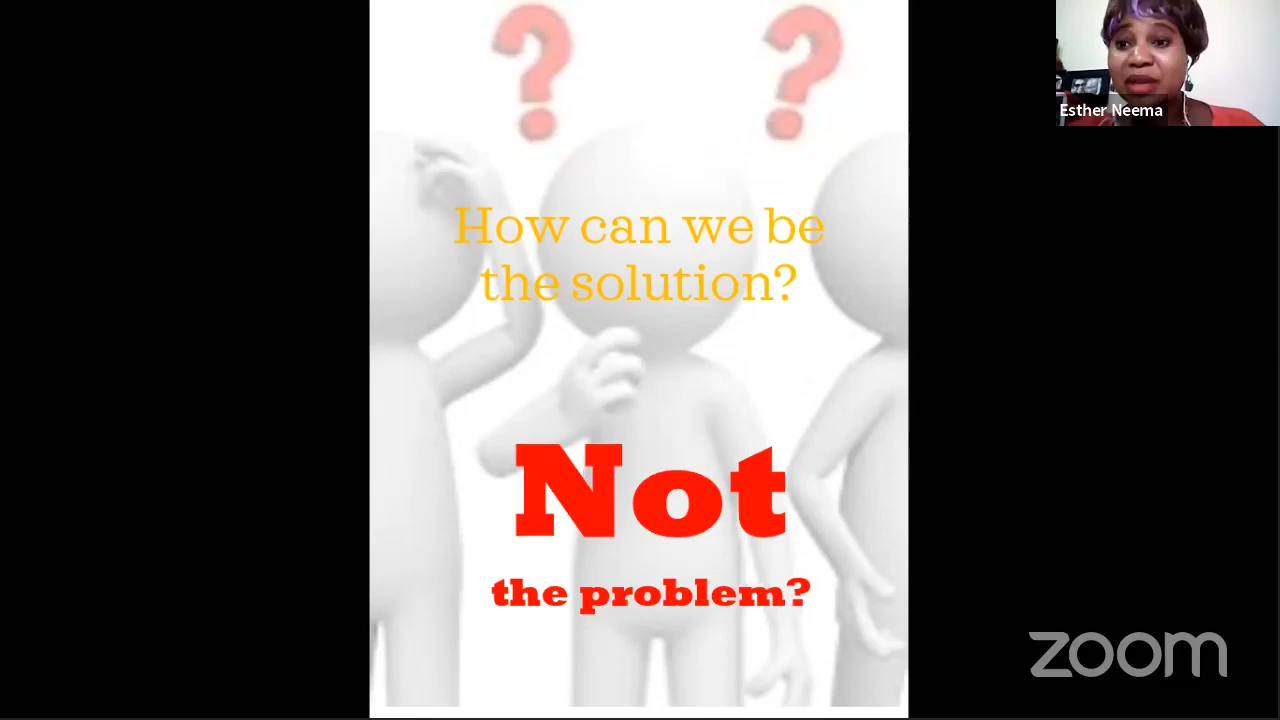 ?
?
Esther Neema
How can we be
the solution?
Not
the problem?
zoom